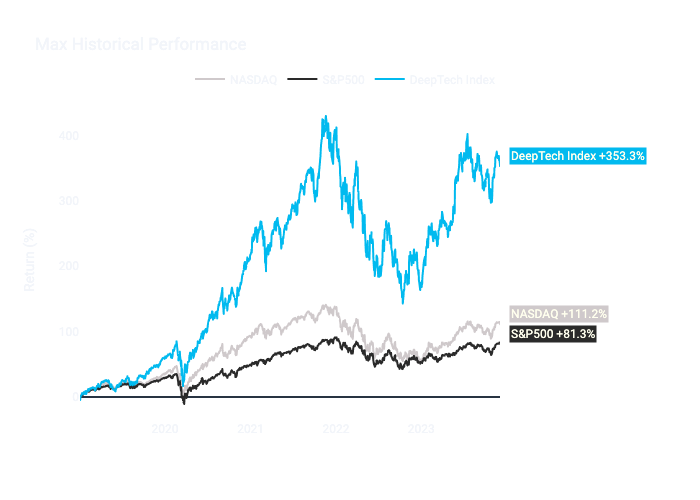 Max Historical Performance
NASDAQ S&P500 DeepTech Index
400
DeepTech Index +353.3%
300
Return (%)
200
NASDAQ +111.2%
100
S&P500 +81.3%
0
2020 2021 2022 2023